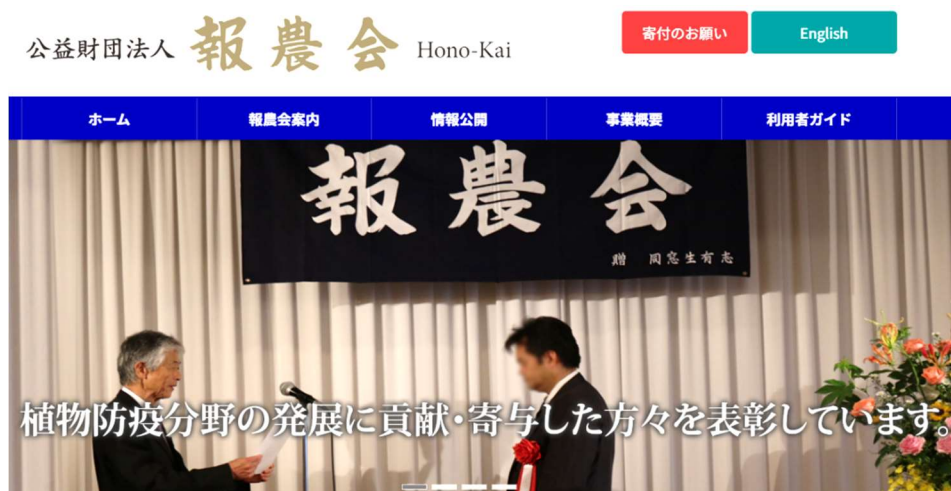 公益財団法人 報農会 Hono-Kai
寄付のお願い
English
ホーム
報農会案内
情報公開
事業概要
利用者ガイド
報農会
贈 同窓生有志
植物防疫分野の発展に貢献・寄与した方々を表彰しています。